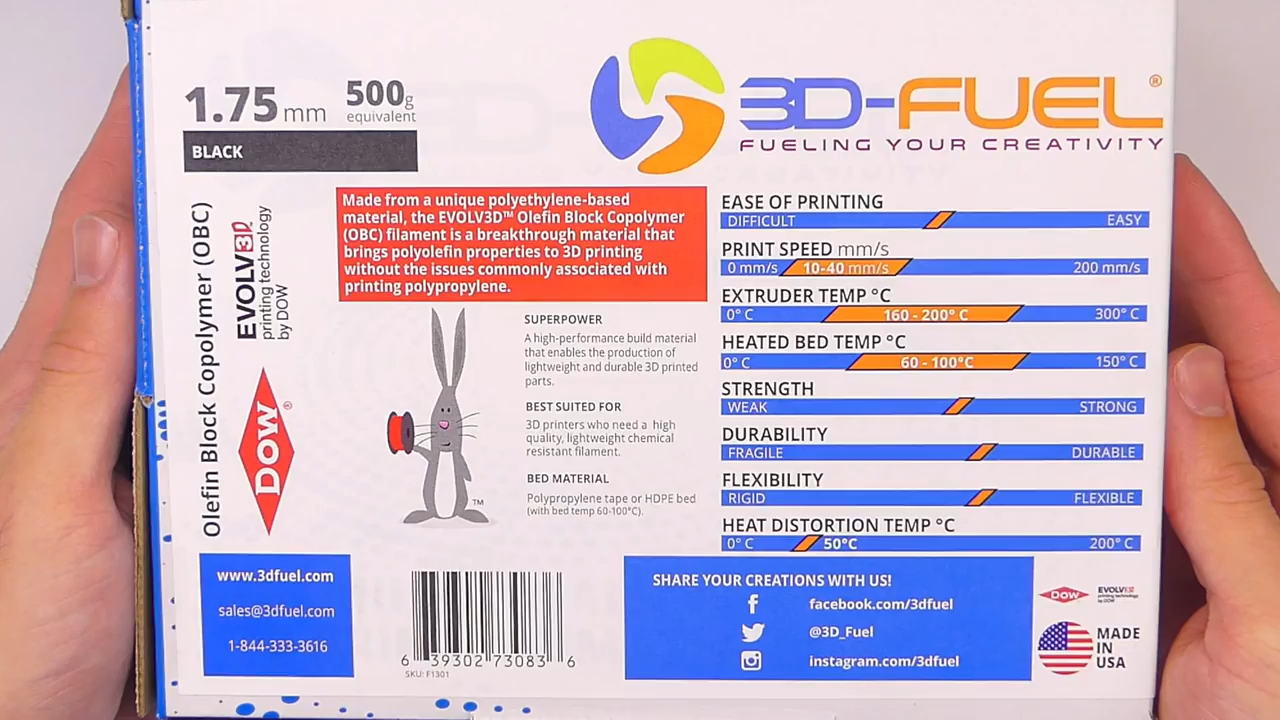 1.75 mm
500g
equivalent
BLACK
3D-FUEL®
FUELING YOUR CREATIVITY
Olefin Block Copolymer (OBC)
EVOLV3D
printing technology
by DOW
DOW®
Made from a unique polyethylene-based
material, the EVOLV3D™ Olefin Block Copolymer
(OBC) filament is a breakthrough material that
brings polyolefin properties to 3D printing
without the issues commonly associated with
printing polypropylene.
SUPERPOWER
A high-performance build material
that enables the production of
lightweight and durable 3D printed
parts.
BEST SUITED FOR
3D printers who need a high
quality, lightweight chemical
resistant filament.
BED MATERIAL
Polypropylene tape or HDPE bed
(with bed temp 60-100°C).
TM
EASE OF PRINTING
DIFFICULT EASY
PRINT SPEED mm/s
0 mm/s 10-40 mm/s 200 mm/s
EXTRUDER TEMP °C
0° C 160 - 200° C 300° C
HEATED BED TEMP °C
0° C 60 - 100°C 150° C
STRENGTH
WEAK STRONG
DURABILITY
FRAGILE DURABLE
FLEXIBILITY
RIGID FLEXIBLE
HEAT DISTORTION TEMP °C
0° C 50°C 200° C
www.3dfuel.com
sales@3dfuel.com
1-844-333-3616
6 39302 73083 6
SKU: F1301
SHARE YOUR CREATIONS WITH US!
facebook.com/3dfuel
@3D_Fuel
instagram.com/3dfuel
DOW
EVOLV3D
printing technology
by DOW
MADE
IN
USA